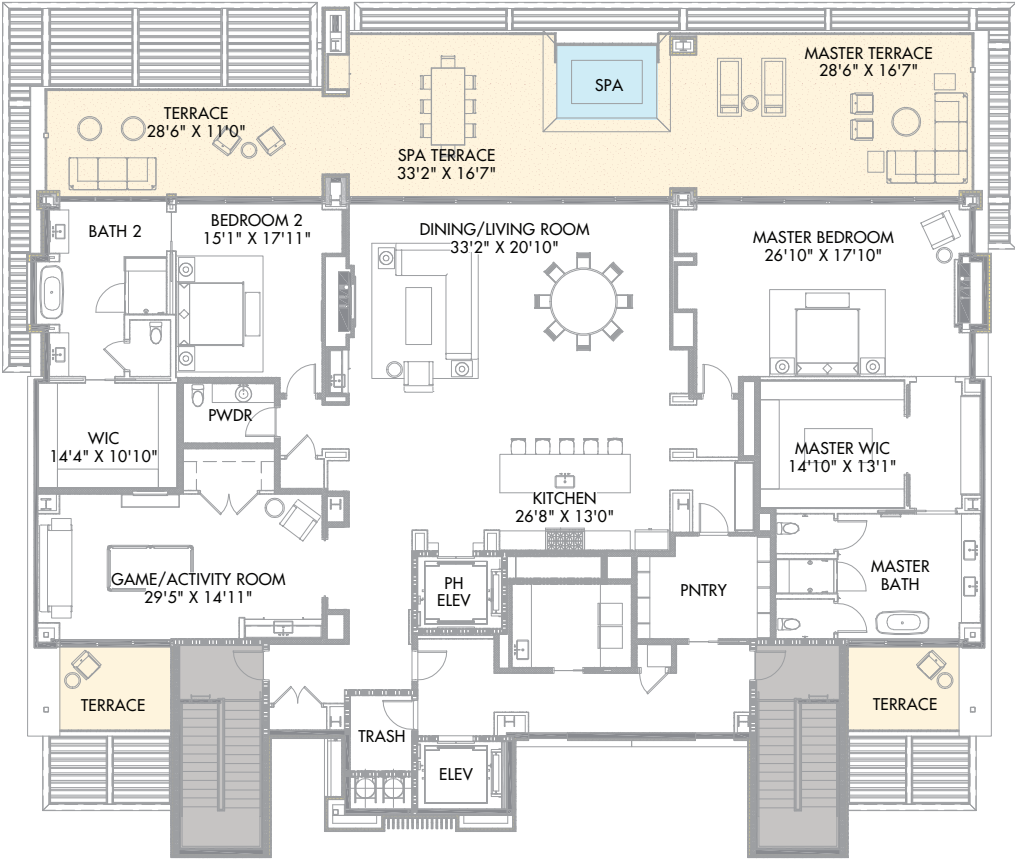 MASTER TERRACE
28'6" X 16'7"
SPA
TERRACE
28'6" X 11'0"
SPA TERRACE
33'2" X 16'7"
BATH 2
BEDROOM 2
15'1" X 17'11"
DINING/LIVING ROOM
33'2" X 20'10"
MASTER BEDROOM
26'10" X 17'10"
PWDR
WIC
14'4" X 10'10"
MASTER WIC
14'10" X 13'1"
KITCHEN
26'8" X 13'0"
GAME/ACTIVITY ROOM
29'5" X 14'11"
PH
ELEV
PNTRY
MASTER
BATH
TERRACE
TERRACE
TRASH
ELEV